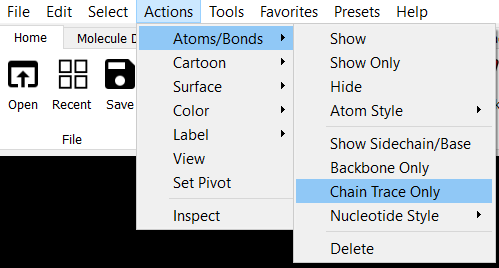 File Edit Select Actions Tools Favorites Presets Help
Home Molecule D
Open Recent Save
File
Atoms/Bonds
Cartoon
Surface
Color
Label
View
Set Pivot
Inspect
Show
Show Only
Hide
Atom Style
Show Sidechain/Base
Backbone Only
Chain Trace Only
Nucleotide Style
Delete